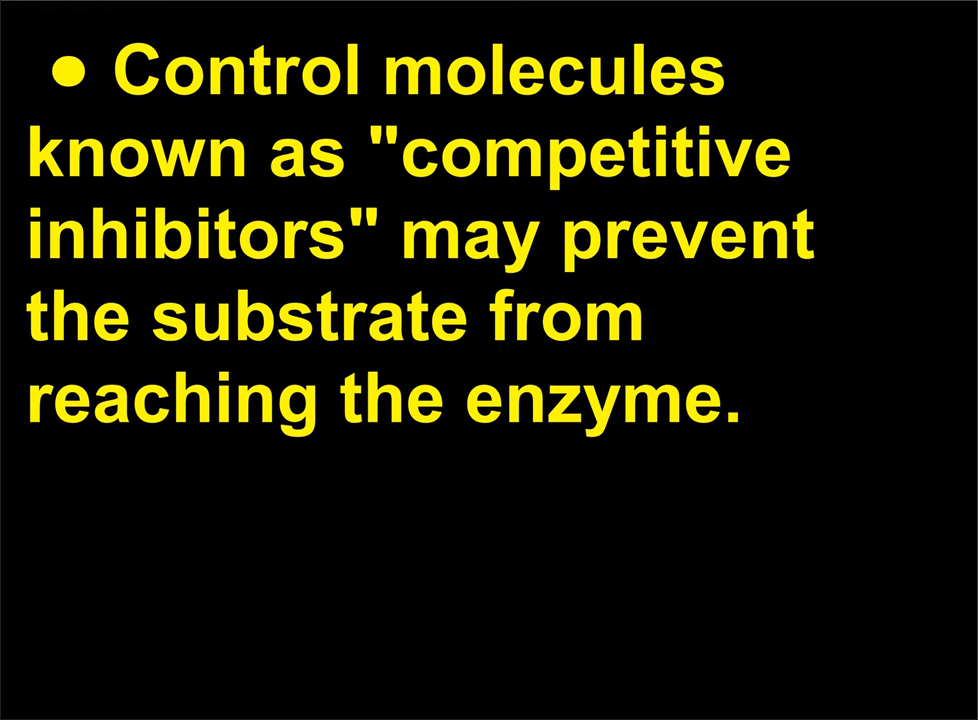 ● Control molecules
known as "competitive
inhibitors" may prevent
the substrate from
reaching the enzyme.